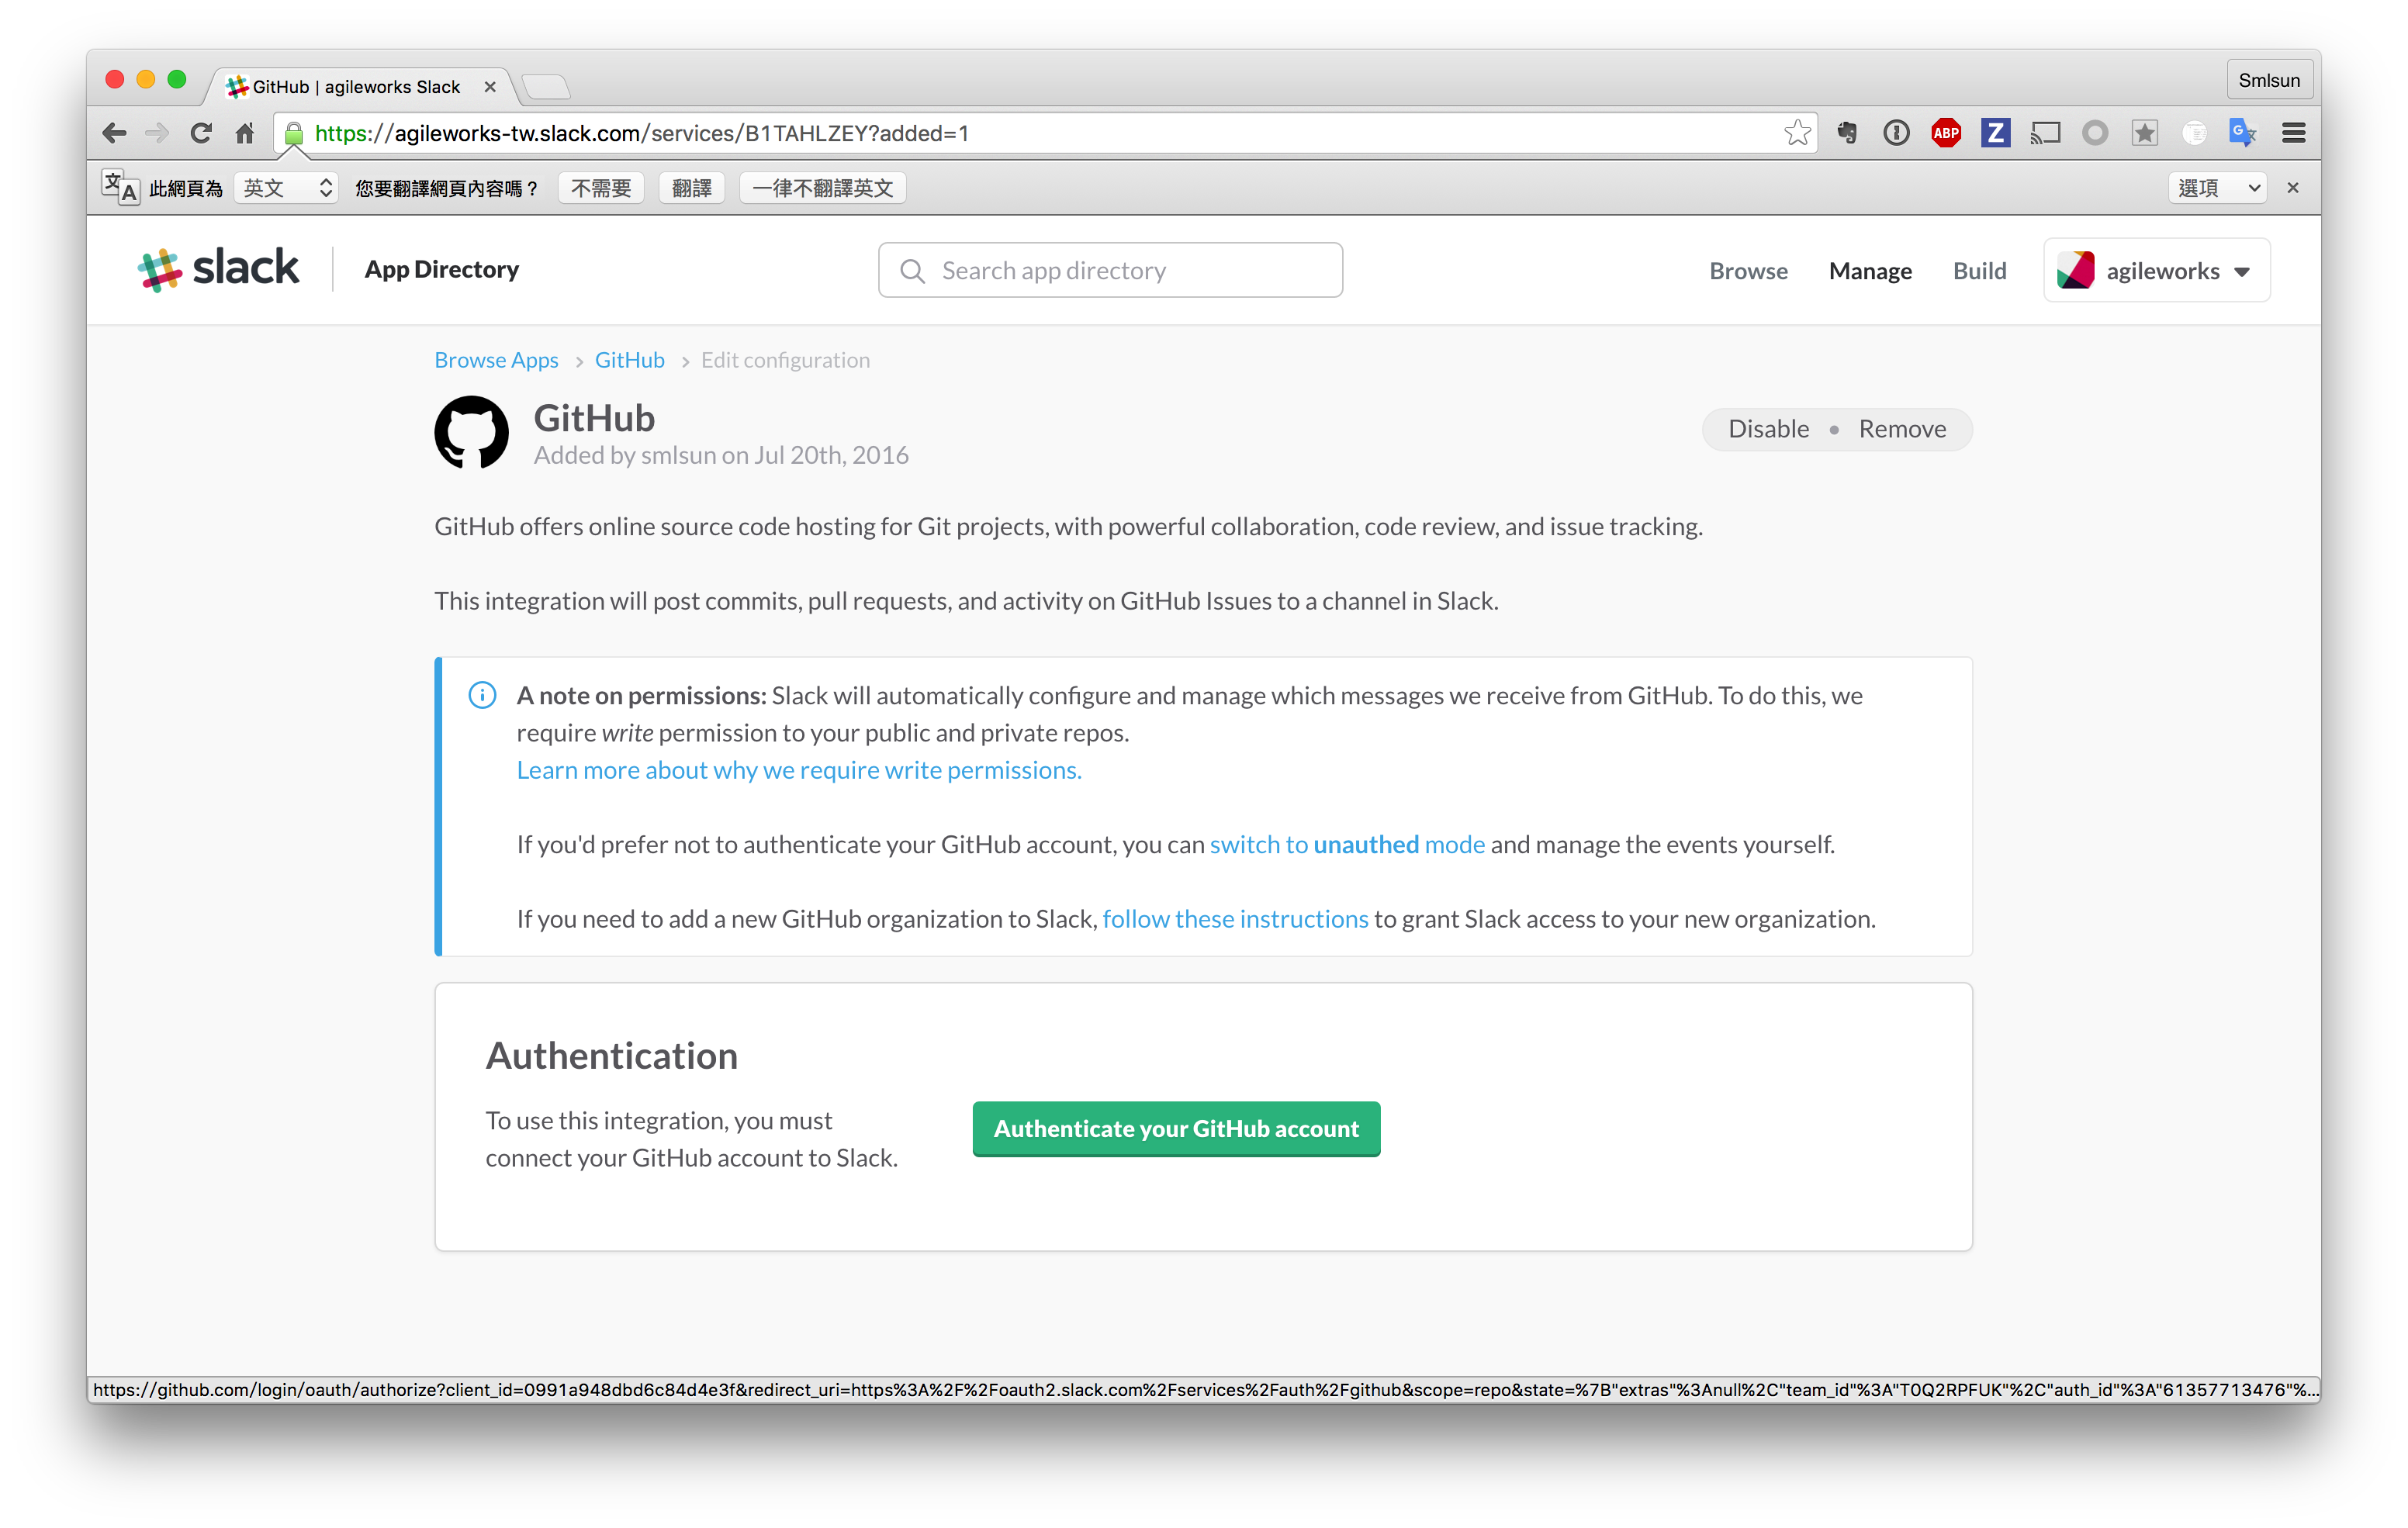 GitHub | agileworks Slack
Smlsun
https://agileworks-tw.slack.com/services/B1TAHLZEY?added=1
ABP
Z
G文
文A 此網頁為 英文 您要翻譯網頁內容嗎？ 不需要 翻譯 一律不翻譯英文 選項
slack App Directory Search app directory Browse Manage Build agileworks
Browse Apps > GitHub > Edit configuration
GitHub
Added by smlsun on Jul 20th, 2016
Disable • Remove
GitHub offers online source code hosting for Git projects, with powerful collaboration, code review, and issue tracking.
This integration will post commits, pull requests, and activity on GitHub Issues to a channel in Slack.
A note on permissions: Slack will automatically configure and manage which messages we receive from GitHub. To do this, we
require write permission to your public and private repos.
Learn more about why we require write permissions.
If you'd prefer not to authenticate your GitHub account, you can switch to unauthed mode and manage the events yourself.
If you need to add a new GitHub organization to Slack, follow these instructions to grant Slack access to your new organization.
Authentication
To use this integration, you must
connect your GitHub account to Slack.
Authenticate your GitHub account
https://github.com/login/oauth/authorize?client_id=0991a948dbd6c84d4e3f&redirect_uri=https%3A%2F%2Foauth2.slack.com%2Fservices%2Fauth%2Fgithub&scope=repo&state=%7B"extras"%3Anull%2C"team_id"%3A"T0Q2RPFUK"%2C"auth_id"%3A"61357713476"%...